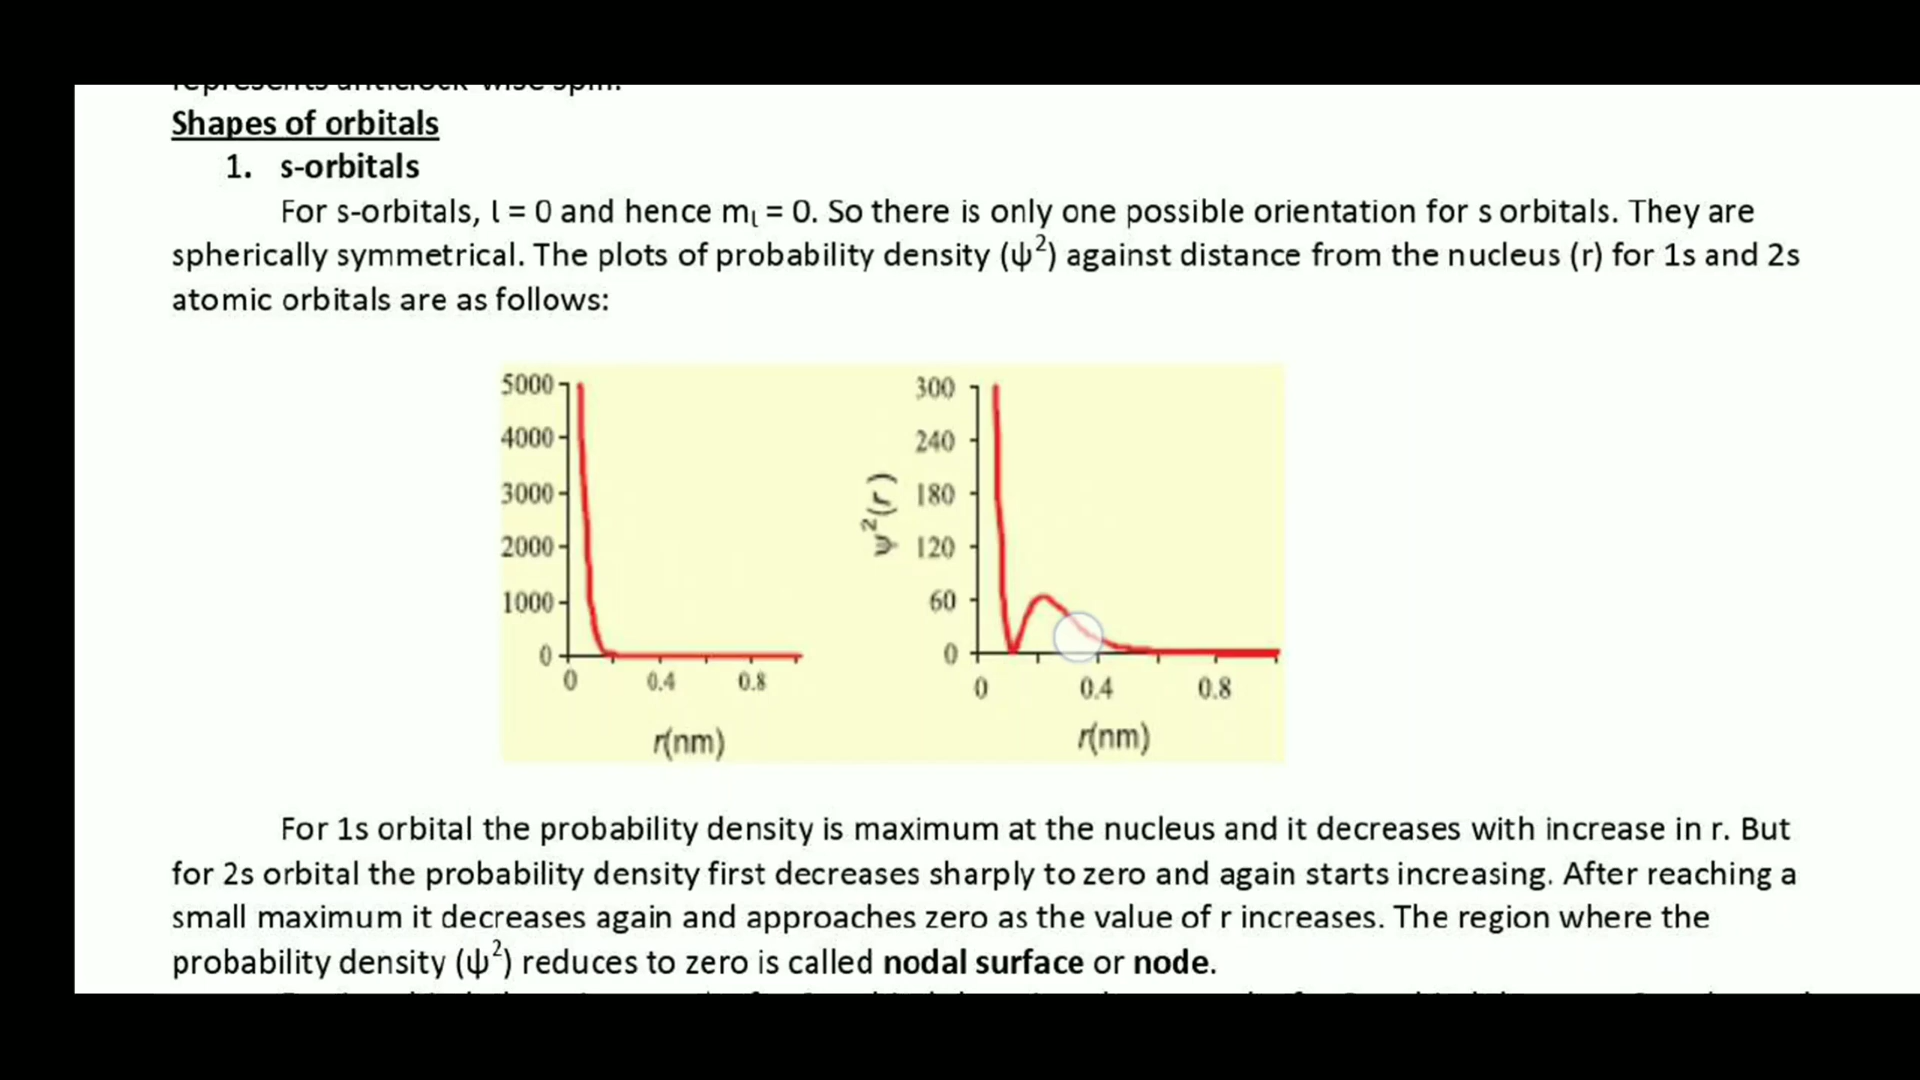 represents anticlock-wise spin.
Shapes of orbitals
1. s-orbitals
For s-orbitals, l = 0 and hence mₗ = 0. So there is only one possible orientation for s orbitals. They are
spherically symmetrical. The plots of probability density (ψ²) against distance from the nucleus (r) for 1s and 2s
atomic orbitals are as follows:
5000
4000
3000
2000
1000
0
0 0.4 0.8
r(nm)
ψ²(r)
300
240
180
120
60
0
0 0.4 0.8
r(nm)
For 1s orbital the probability density is maximum at the nucleus and it decreases with increase in r. But
for 2s orbital the probability density first decreases sharply to zero and again starts increasing. After reaching a
small maximum it decreases again and approaches zero as the value of r increases. The region where the
probability density (ψ²) reduces to zero is called nodal surface or node.